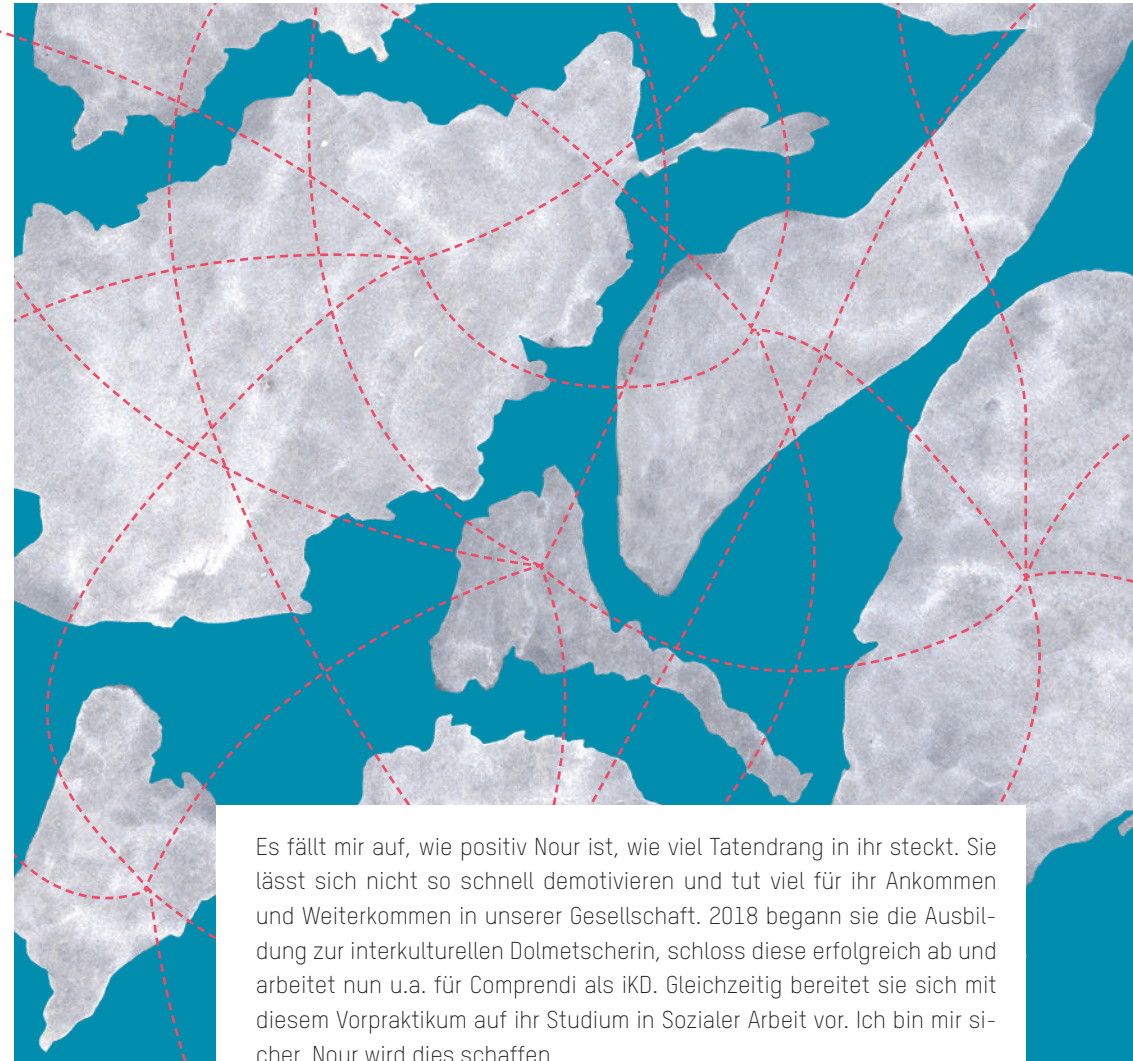 Es fällt mir auf, wie positiv Nour ist, wie viel Tatendrang in ihr steckt. Sie
lässt sich nicht so schnell demotivieren und tut viel für ihr Ankommen
und Weiterkommen in unserer Gesellschaft. 2018 begann sie die Ausbil-
dung zur interkulturellen Dolmetscherin, schloss diese erfolgreich ab und
arbeitet nun u.a. für Comprendi als iKD. Gleichzeitig bereitet sie sich mit
diesem Vorpraktikum auf ihr Studium in Sozialer Arbeit vor. Ich bin mir si-
cher, Nour wird dies schaffen